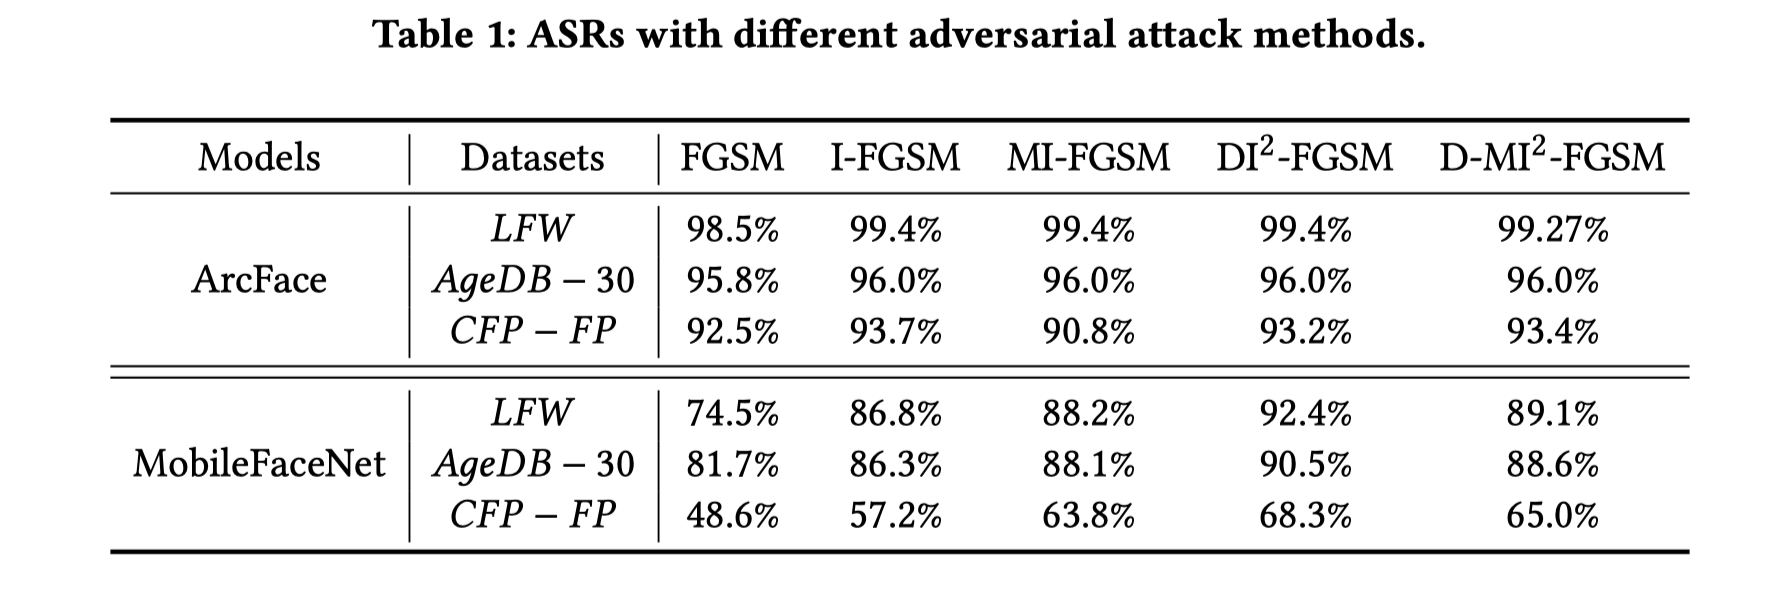 Table 1: ASRs with different adversarial attack methods.
Models Datasets FGSM I-FGSM MI-FGSM DI²-FGSM D-MI²-FGSM
LFW 98.5% 99.4% 99.4% 99.4% 99.27%
ArcFace AgeDB − 30 95.8% 96.0% 96.0% 96.0% 96.0%
CFP − FP 92.5% 93.7% 90.8% 93.2% 93.4%
LFW 74.5% 86.8% 88.2% 92.4% 89.1%
MobileFaceNet AgeDB − 30 81.7% 86.3% 88.1% 90.5% 88.6%
CFP − FP 48.6% 57.2% 63.8% 68.3% 65.0%